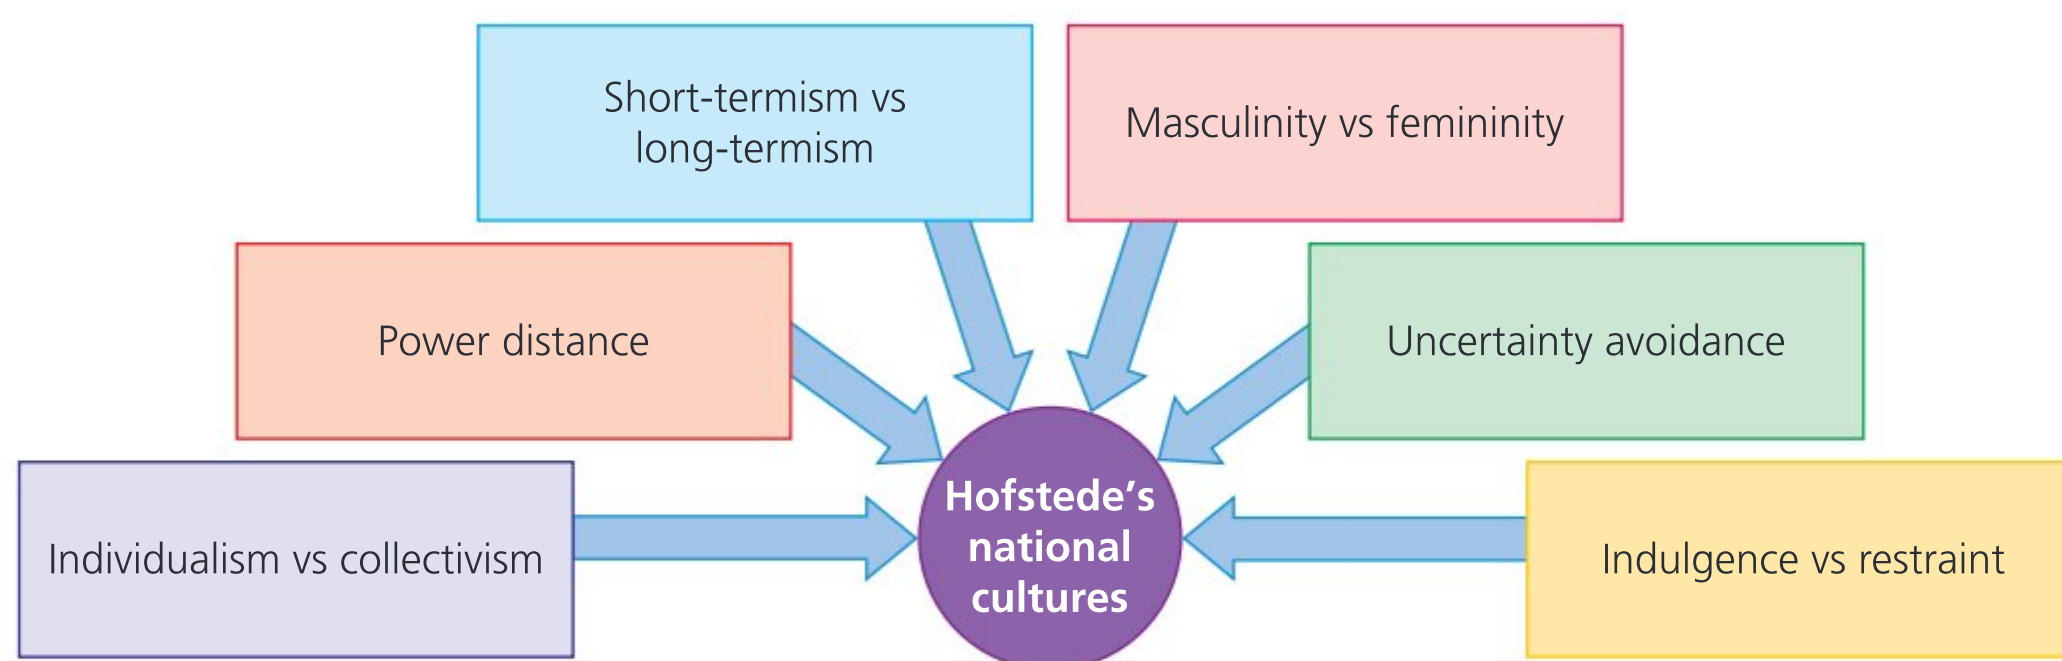 Short-termism vs
long-termism
Masculinity vs femininity
Power distance
Uncertainty avoidance
Individualism vs collectivism
Hofstede’s
national
cultures
Indulgence vs restraint